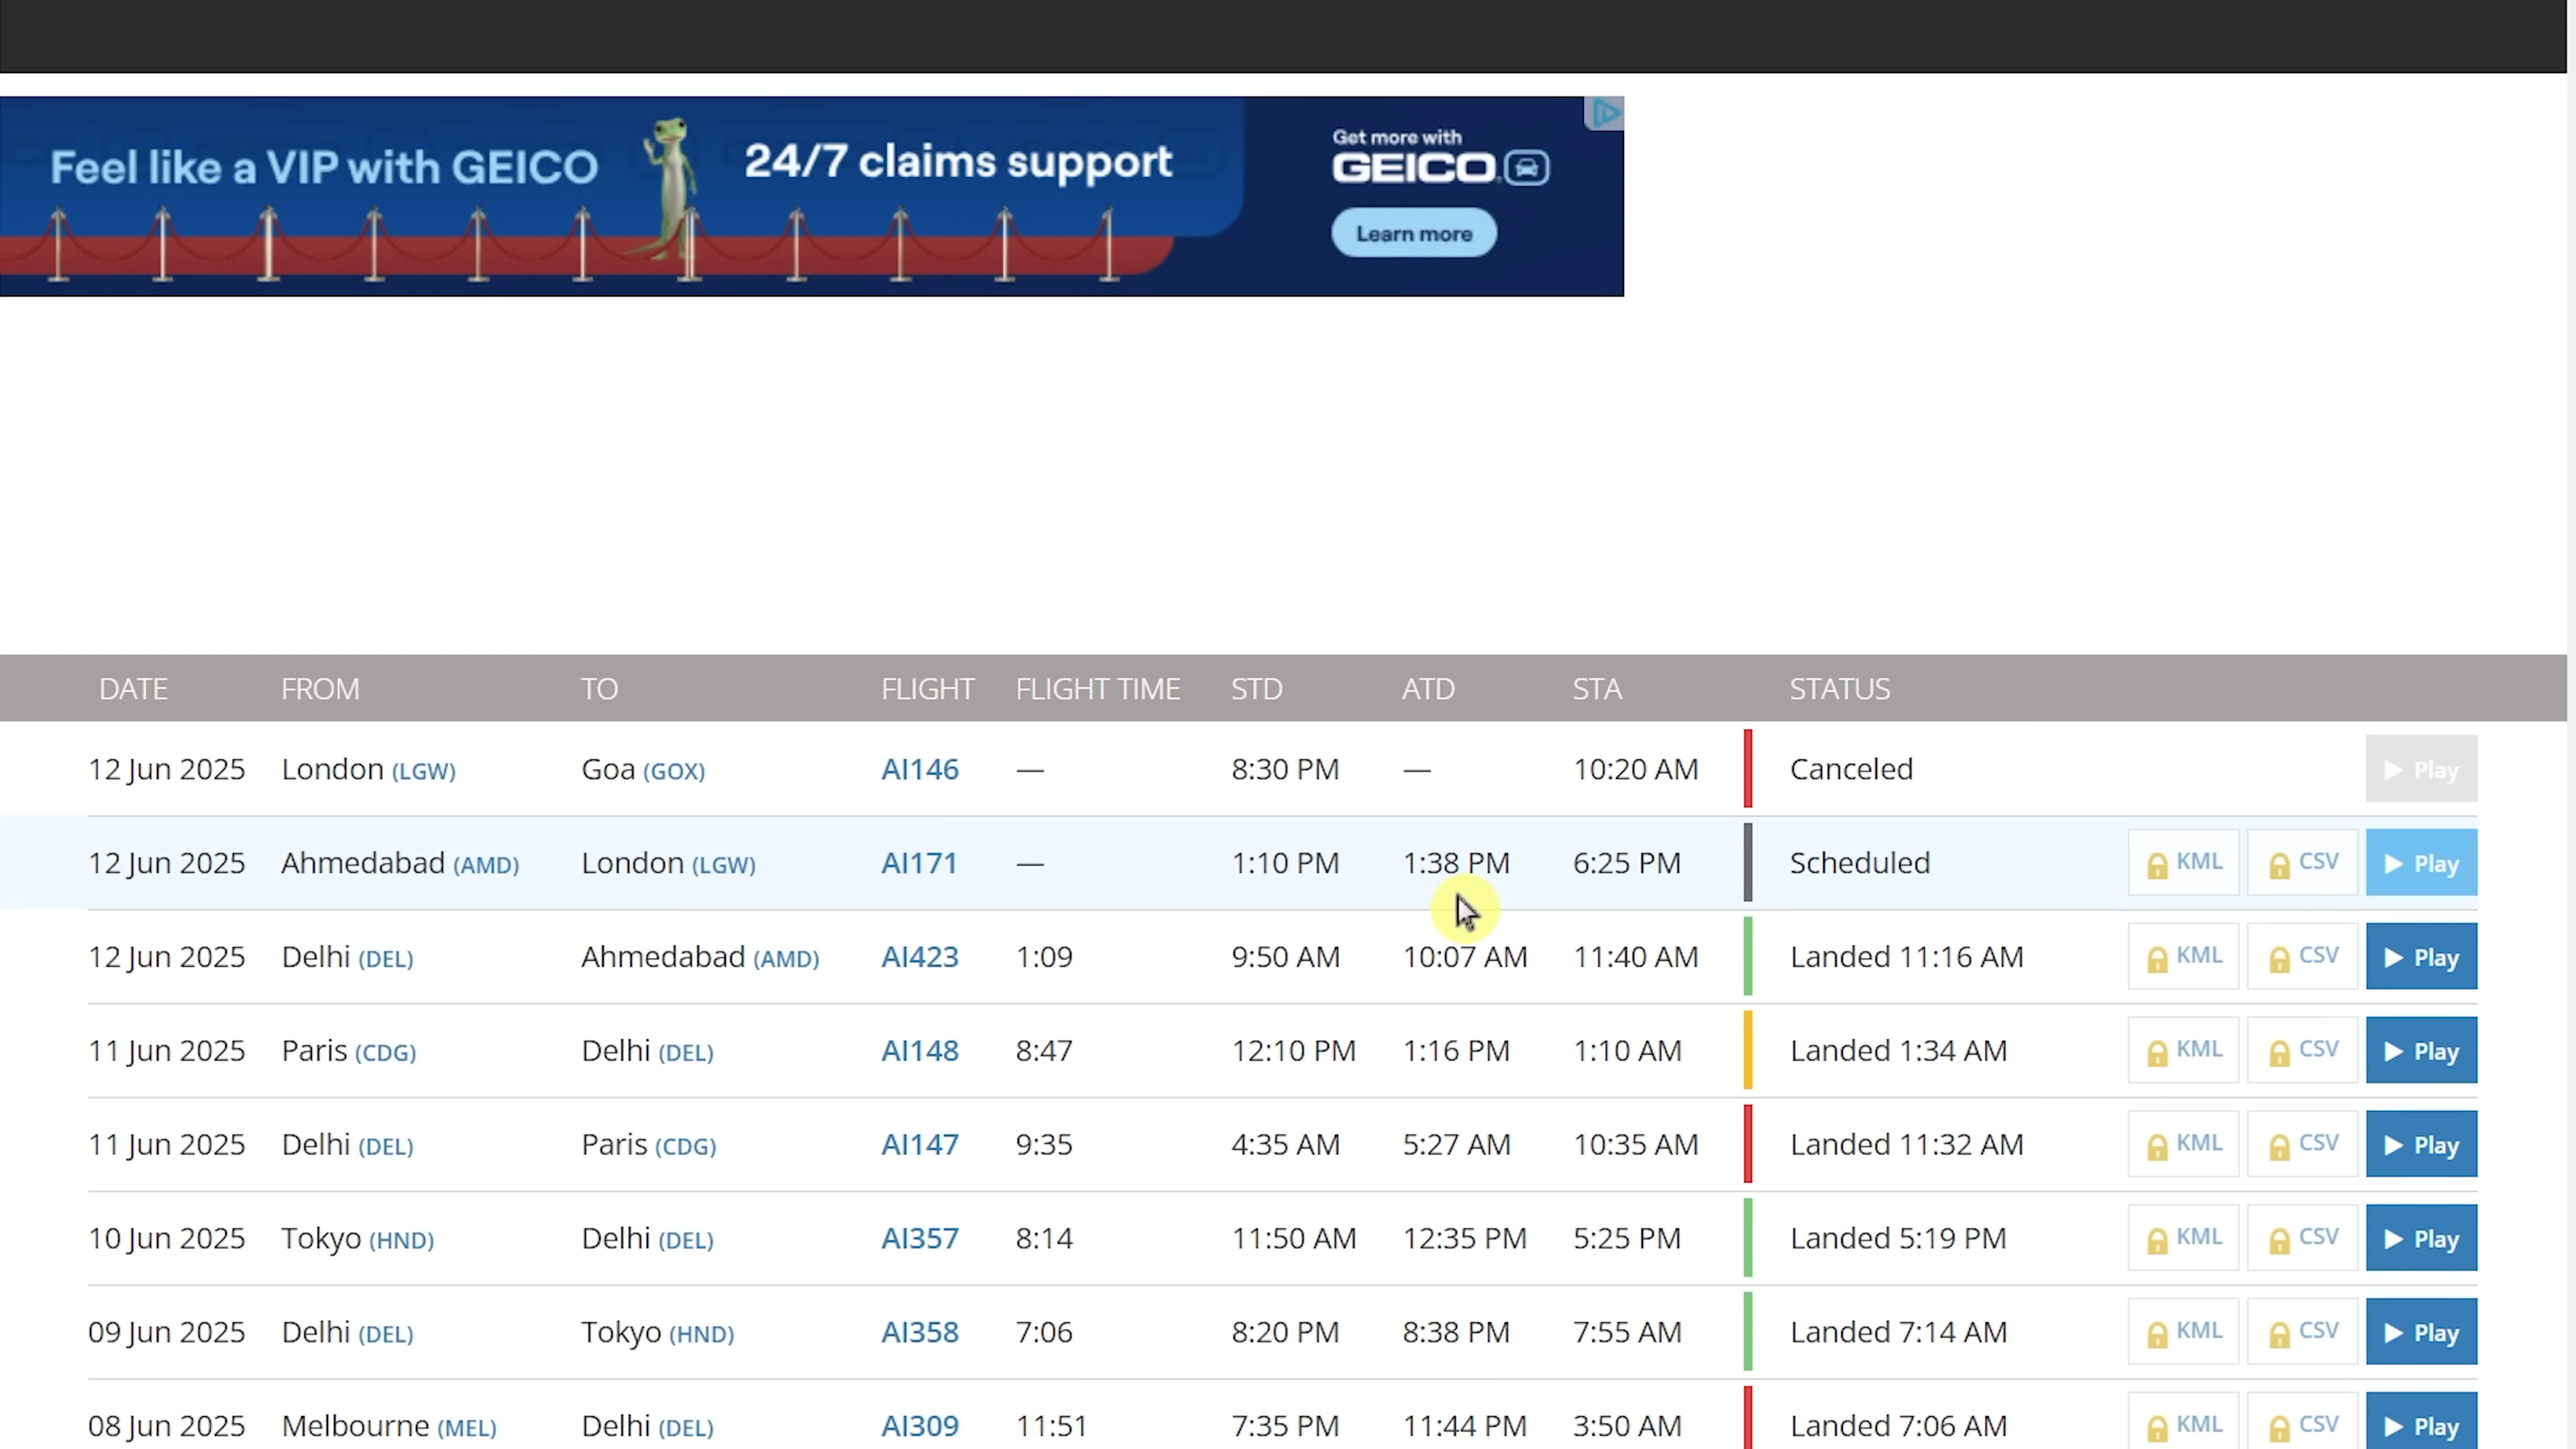 Feel like a VIP with GEICO
24/7 claims support
Get more with
GEICO
Learn more
DATE FROM TO FLIGHT FLIGHT TIME STD ATD STA STATUS
12 Jun 2025 London (LGW) Goa (GOX) AI146 — 8:30 PM — 10:20 AM Canceled Play
12 Jun 2025 Ahmedabad (AMD) London (LGW) AI171 — 1:10 PM 1:38 PM 6:25 PM Scheduled KML CSV Play
12 Jun 2025 Delhi (DEL) Ahmedabad (AMD) AI423 1:09 9:50 AM 10:07 AM 11:40 AM Landed 11:16 AM KML CSV Play
11 Jun 2025 Paris (CDG) Delhi (DEL) AI148 8:47 12:10 PM 1:16 PM 1:10 AM Landed 1:34 AM KML CSV Play
11 Jun 2025 Delhi (DEL) Paris (CDG) AI147 9:35 4:35 AM 5:27 AM 10:35 AM Landed 11:32 AM KML CSV Play
10 Jun 2025 Tokyo (HND) Delhi (DEL) AI357 8:14 11:50 AM 12:35 PM 5:25 PM Landed 5:19 PM KML CSV Play
09 Jun 2025 Delhi (DEL) Tokyo (HND) AI358 7:06 8:20 PM 8:38 PM 7:55 AM Landed 7:14 AM KML CSV Play
08 Jun 2025 Melbourne (MEL) Delhi (DEL) AI309 11:51 7:35 PM 11:44 PM 3:50 AM Landed 7:06 AM KML CSV Play